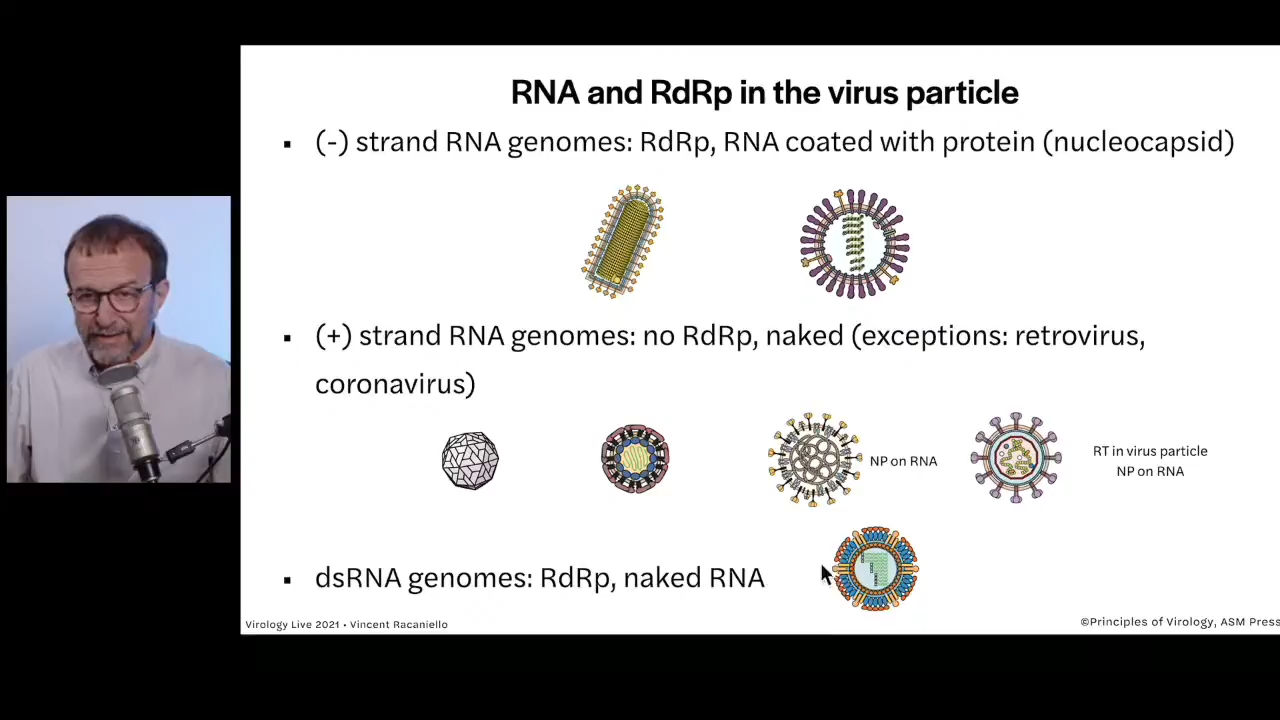 RNA and RdRp in the virus particle
▪ (-) strand RNA genomes: RdRp, RNA coated with protein (nucleocapsid)
▪ (+) strand RNA genomes: no RdRp, naked (exceptions: retrovirus,
coronavirus)
NP on RNA
RT in virus particle
NP on RNA
▪ dsRNA genomes: RdRp, naked RNA
Virology Live 2021 • Vincent Racaniello
©Principles of Virology, ASM Press